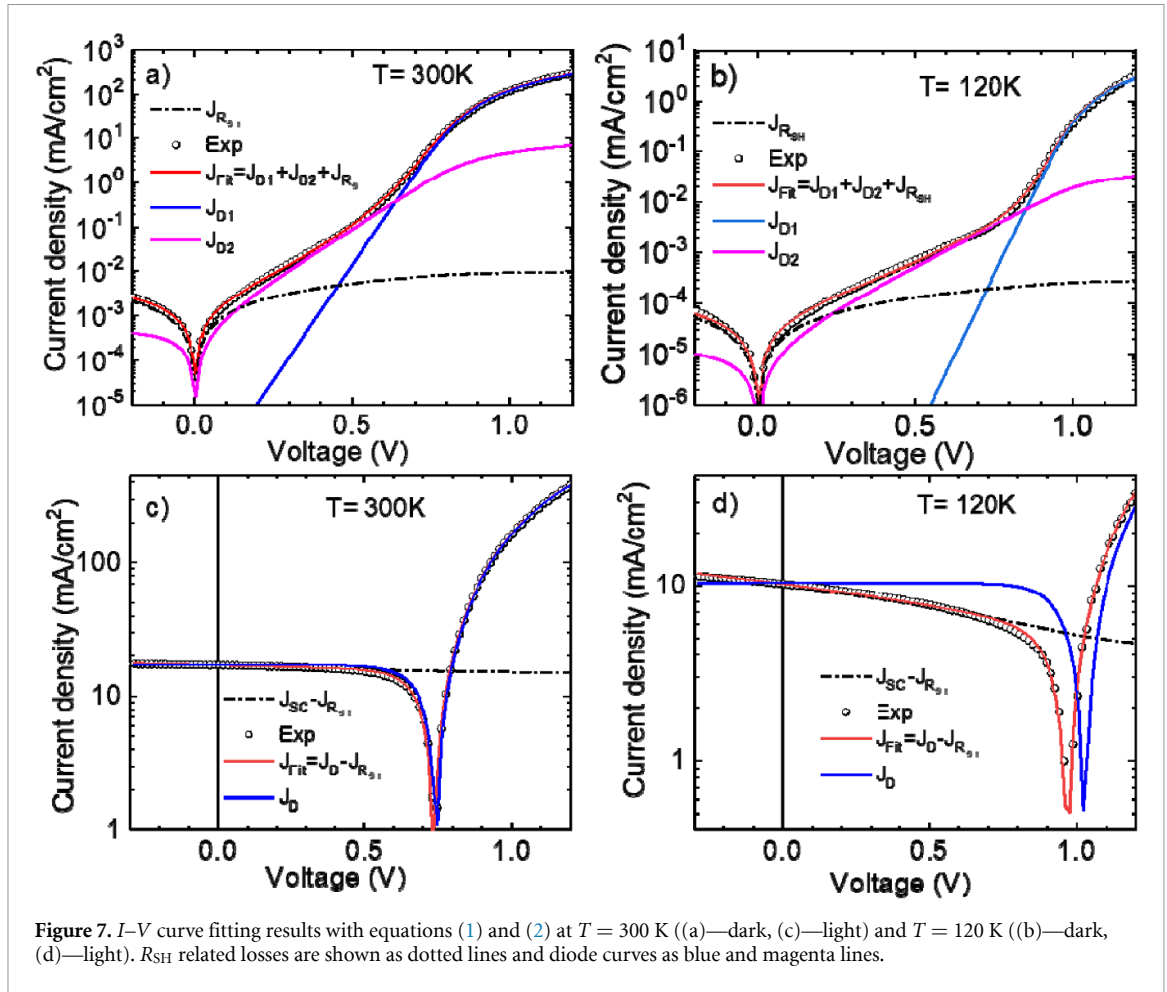 a)
T= 300K
J_RS
Exp
J_Fit=J_D1+J_D2+J_RS
J_D1
J_D2
Current density (mA/cm²)
10³
10²
10¹
10⁰
10⁻¹
10⁻²
10⁻³
10⁻⁴
10⁻⁵
0.0 0.5 1.0
Voltage (V)
b)
T= 120K
J_RSH
Exp
J_Fit=J_D1+J_D2+J_RSH
J_D1
J_D2
Current density (mA/cm²)
10¹
10⁰
10⁻¹
10⁻²
10⁻³
10⁻⁴
10⁻⁵
10⁻⁶
0.0 0.5 1.0
Voltage (V)
c)
T= 300K
J_SC-J_RS
Exp
J_Fit=J_D-J_RS
J_D
Current density (mA/cm²)
100
10
1
0.0 0.5 1.0
Voltage (V)
d)
T= 120K
J_SC-J_RS
Exp
J_Fit=J_D-J_RS
J_D
Current density (mA/cm²)
10
1
0.0 0.5 1.0
Voltage (V)
Figure 7. I–V curve fitting results with equations (1) and (2) at T = 300 K ((a)—dark, (c)—light) and T = 120 K ((b)—dark,
(d)—light). R_SH related losses are shown as dotted lines and diode curves as blue and magenta lines.